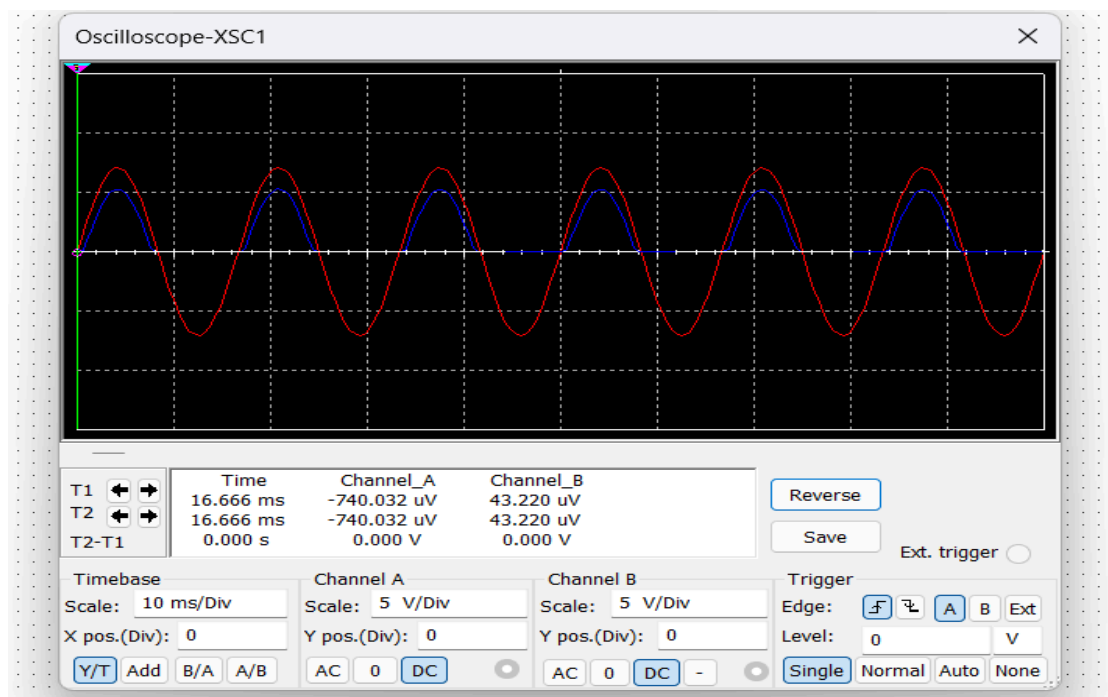 Oscilloscope-XSC1
Time Channel_A Channel_B
T1 16.666 ms -740.032 uV 43.220 uV
T2 16.666 ms -740.032 uV 43.220 uV
T2-T1 0.000 s 0.000 V 0.000 V
Reverse
Save
Ext. trigger
Timebase
Scale: 10 ms/Div
X pos.(Div): 0
Y/T Add B/A A/B
Channel A
Scale: 5 V/Div
Y pos.(Div): 0
AC 0 DC
Channel B
Scale: 5 V/Div
Y pos.(Div): 0
AC 0 DC -
Trigger
Edge: A B Ext
Level: 0 V
Single Normal Auto None